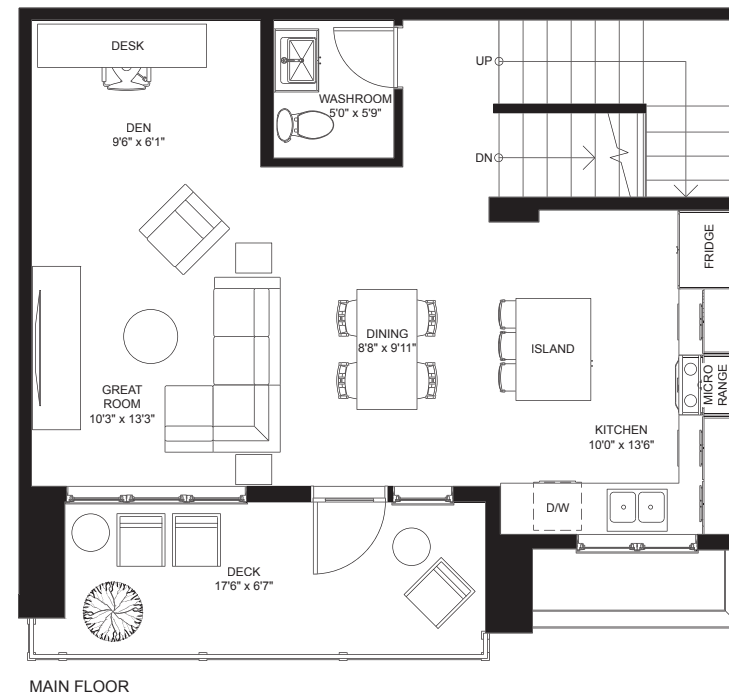 DESK
DEN
9'6" x 6'1"
WASHROOM
5'0" x 5'9"
UP
DN
FRIDGE
DINING
8'8" x 9'11"
ISLAND
MICRO
RANGE
GREAT
ROOM
10'3" x 13'3"
KITCHEN
10'0" x 13'6"
D/W
DECK
17'6" x 6'7"
MAIN FLOOR